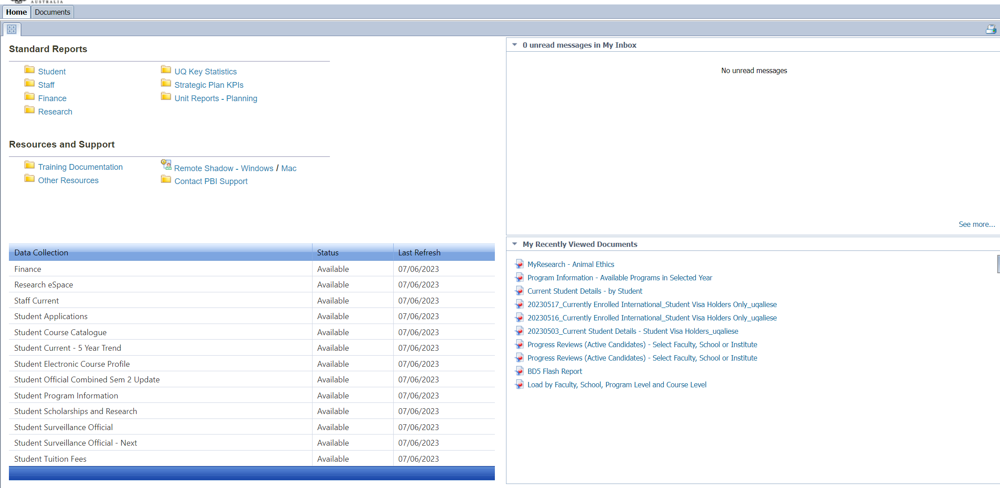 AUSTRALIA
Home Documents
Standard Reports
Student UQ Key Statistics
Staff Strategic Plan KPIs
Finance Unit Reports - Planning
Research
Resources and Support
Training Documentation Remote Shadow - Windows / Mac
Other Resources Contact PBI Support
Data Collection Status Last Refresh
Finance Available 07/06/2023
Research eSpace Available 07/06/2023
Staff Current Available 07/06/2023
Student Applications Available 07/06/2023
Student Course Catalogue Available 07/06/2023
Student Current - 5 Year Trend Available 07/06/2023
Student Electronic Course Profile Available 07/06/2023
Student Official Combined Sem 2 Update Available 07/06/2023
Student Program Information Available 07/06/2023
Student Scholarships and Research Available 07/06/2023
Student Surveillance Official Available 07/06/2023
Student Surveillance Official - Next Available 07/06/2023
Student Tuition Fees Available 07/06/2023
0 unread messages in My Inbox
No unread messages
See more...
My Recently Viewed Documents
MyResearch - Animal Ethics
Program Information - Available Programs in Selected Year
Current Student Details - by Student
20230517_Currently Enrolled International_Student Visa Holders Only_uqaliese
20230516_Currently Enrolled International_Student Visa Holders Only_uqaliese
20230503_Current Student Details - Student Visa Holders_uqaliese
Progress Reviews (Active Candidates) - Select Faculty, School or Institute
Progress Reviews (Active Candidates) - Select Faculty, School or Institute
BD5 Flash Report
Load by Faculty, School, Program Level and Course Level